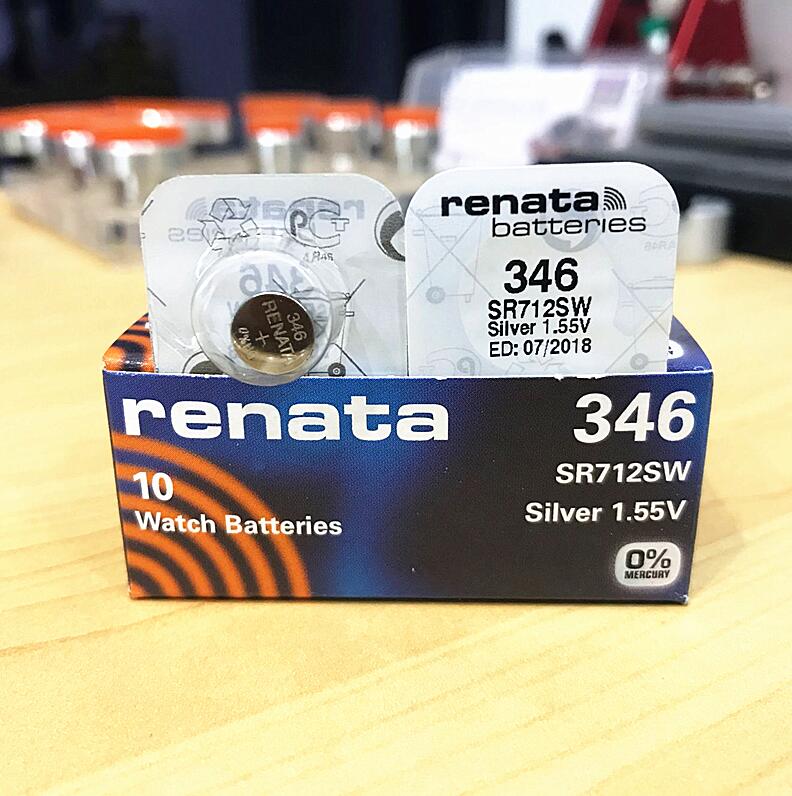 renata
batteries
346
SR712SW
Silver 1.55V
ED: 07/2018
346
RENAT
+
renata
346
10
SR712SW
Watch Batteries
Silver 1.55V
0%
MERCURY